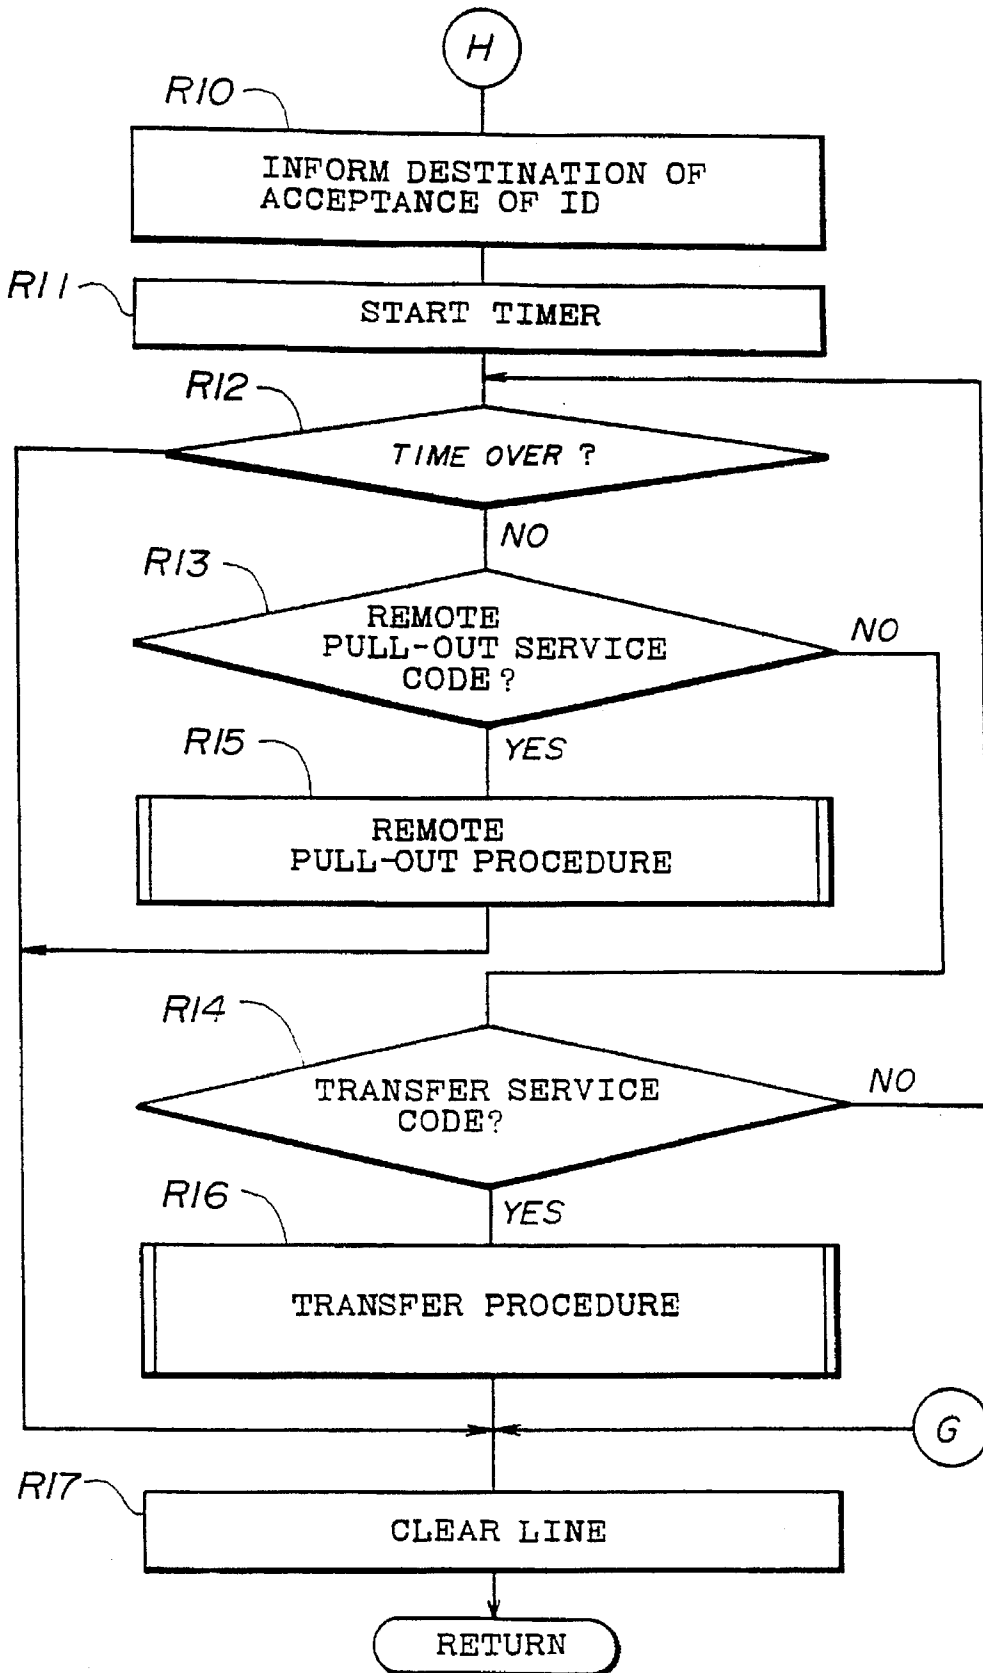 H
R10
INFORM DESTINATION OF
ACCEPTANCE OF ID
R11
START TIMER
R12
TIME OVER ?
NO
R13
REMOTE
PULL-OUT SERVICE
CODE ?
NO
YES
R15
REMOTE
PULL-OUT PROCEDURE
R14
TRANSFER SERVICE
CODE?
NO
YES
R16
TRANSFER PROCEDURE
G
R17
CLEAR LINE
RETURN